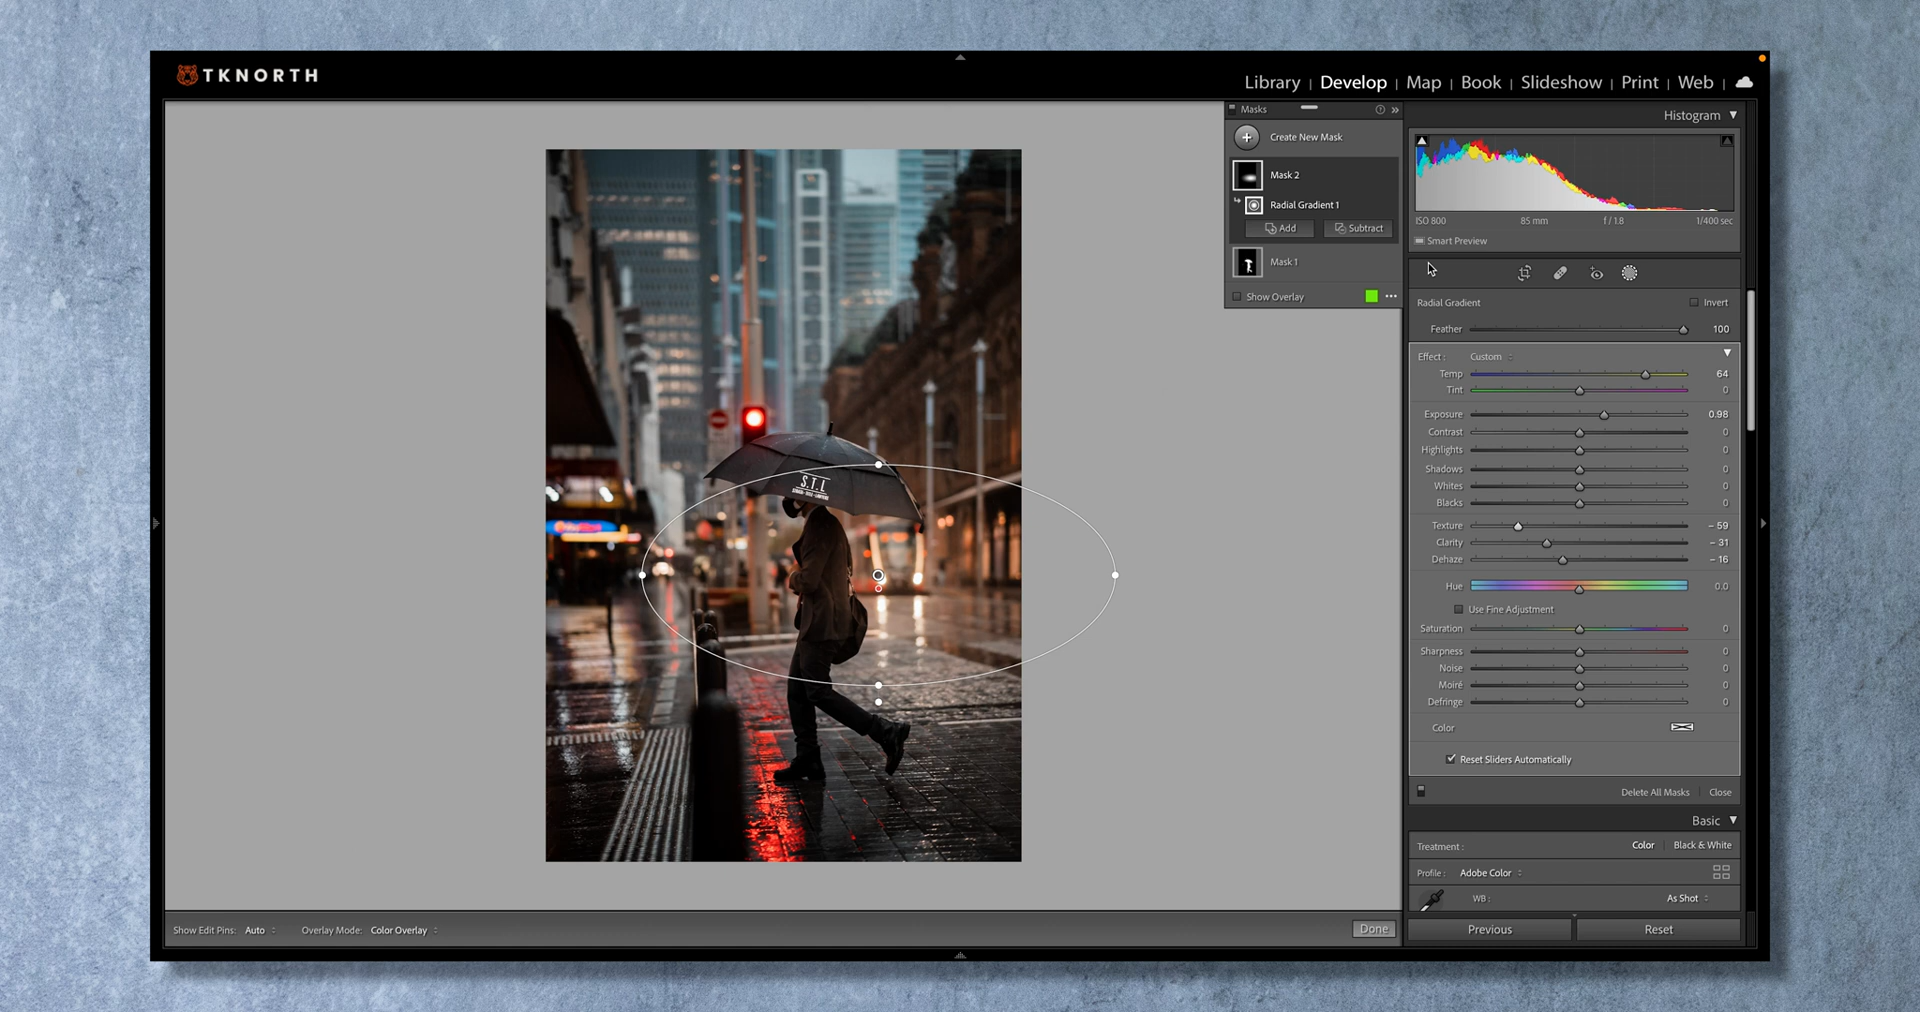 TKNORTH
Library | Develop | Map | Book | Slideshow | Print | Web |
Masks
Create New Mask
Mask 2
Radial Gradient 1
Add
Subtract
Mask 1
Show Overlay
Histogram
ISO 800 85 mm f / 1.8 1/400 sec
Smart Preview
Radial Gradient Invert
Feather 100
Effect : Custom
Temp 64
Tint 0
Exposure 0.98
Contrast 0
Highlights 0
Shadows 0
Whites 0
Blacks 0
Texture – 59
Clarity – 31
Dehaze – 16
Hue 0.0
Use Fine Adjustment
Saturation 0
Sharpness 0
Noise 0
Moiré 0
Defringe 0
Color
Reset Sliders Automatically
Delete All Masks Close
Basic
Treatment : Color | Black & White
Profile : Adobe Color
WB : As Shot
Previous Reset
S.T.L
Show Edit Pins: Auto Overlay Mode: Color Overlay Done